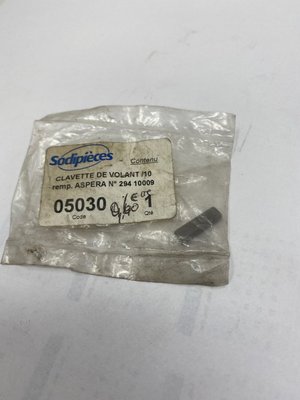 Sodipièces
Contenu
CLAVETTE DE VOLANT /10
remp. ASPERA N° 294 10009
05030
1
Code
Qté